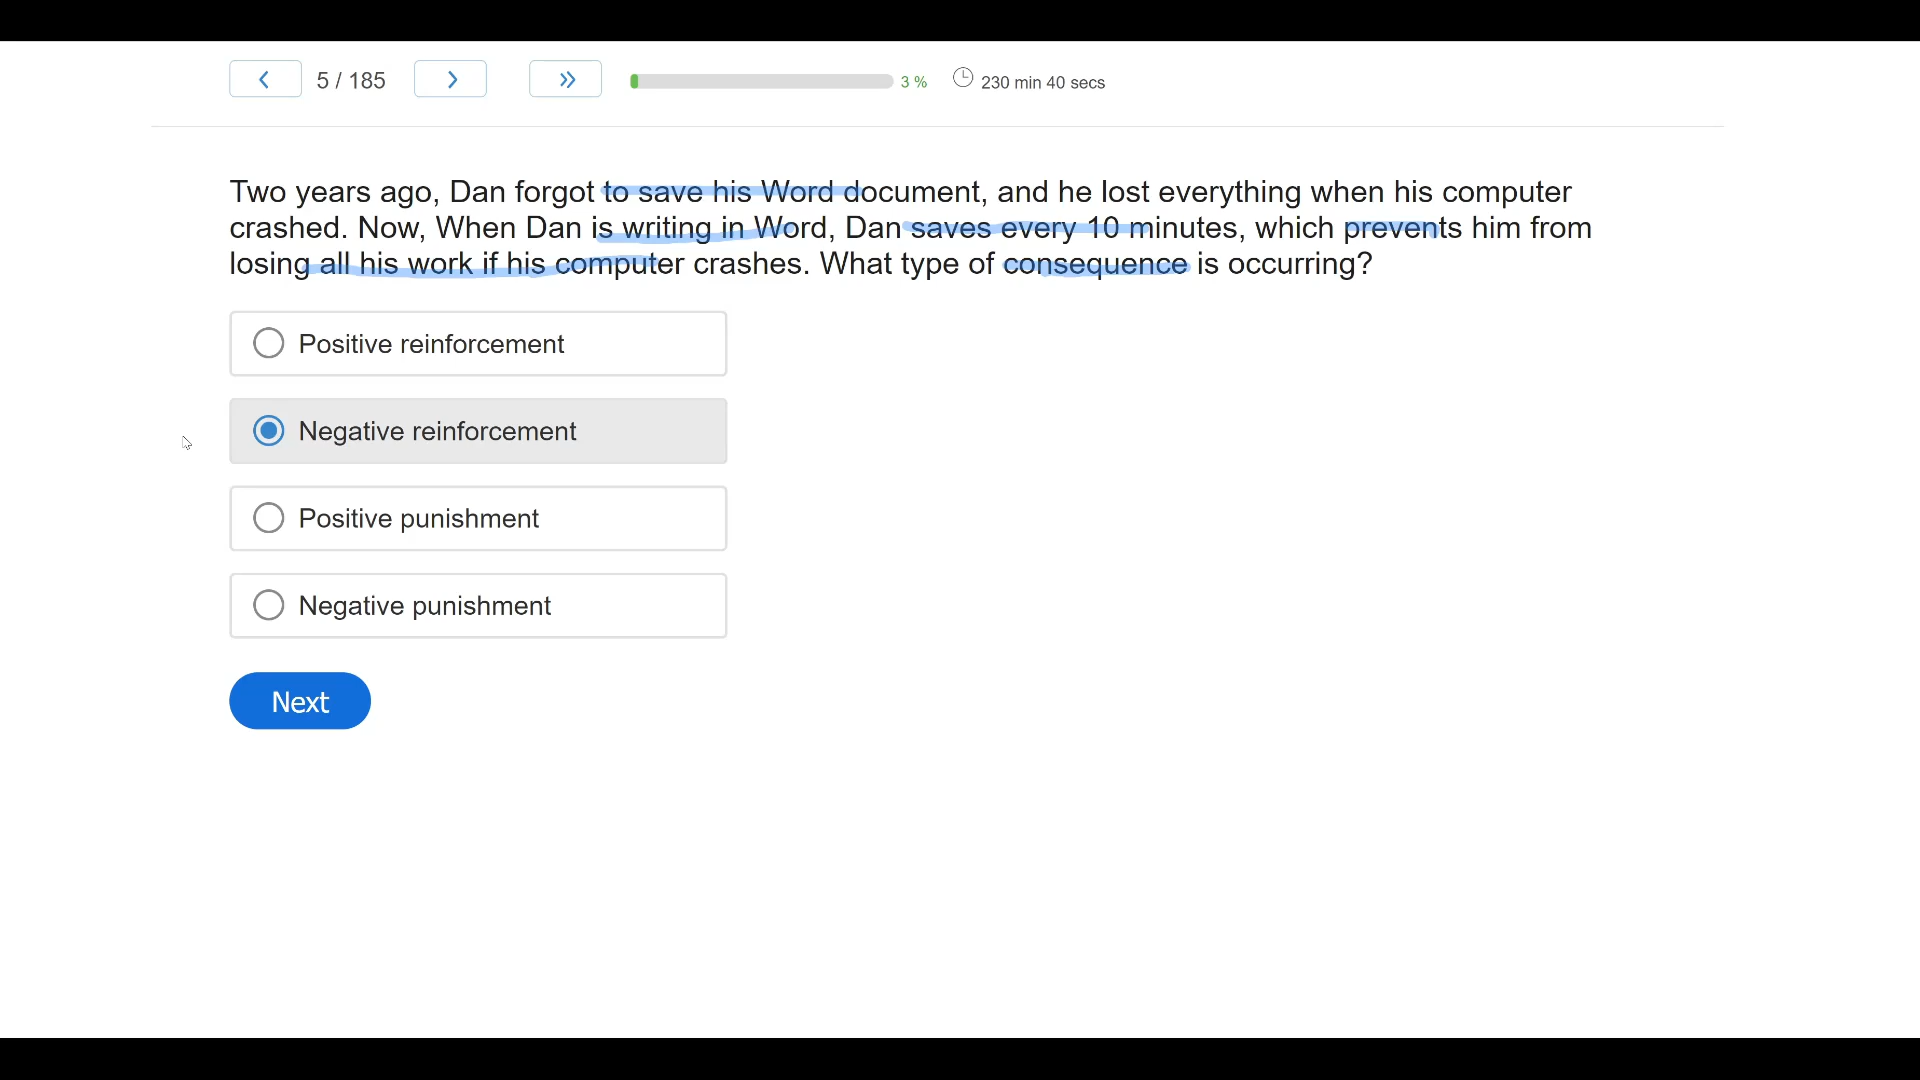 5 / 185
3 %
230 min 40 secs
Two years ago, Dan forgot to save his Word document, and he lost everything when his computer
crashed. Now, When Dan is writing in Word, Dan saves every 10 minutes, which prevents him from
losing all his work if his computer crashes. What type of consequence is occurring?
Positive reinforcement
Negative reinforcement
Positive punishment
Negative punishment
Next